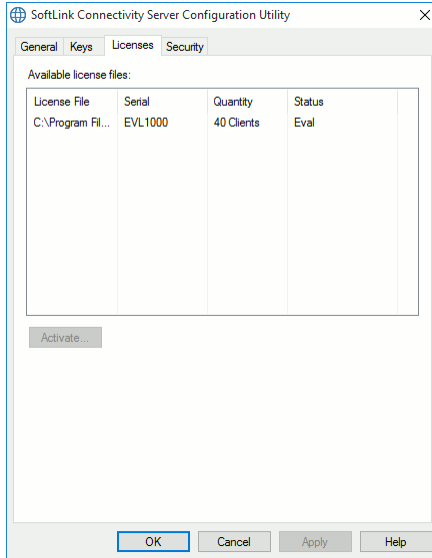 SoftLink Connectivity Server Configuration Utility
General Keys Licenses Security
Available license files:
License File Serial Quantity Status
C:\Program Fil... EVL1000 40 Clients Eval
Activate...
OK Cancel Apply Help